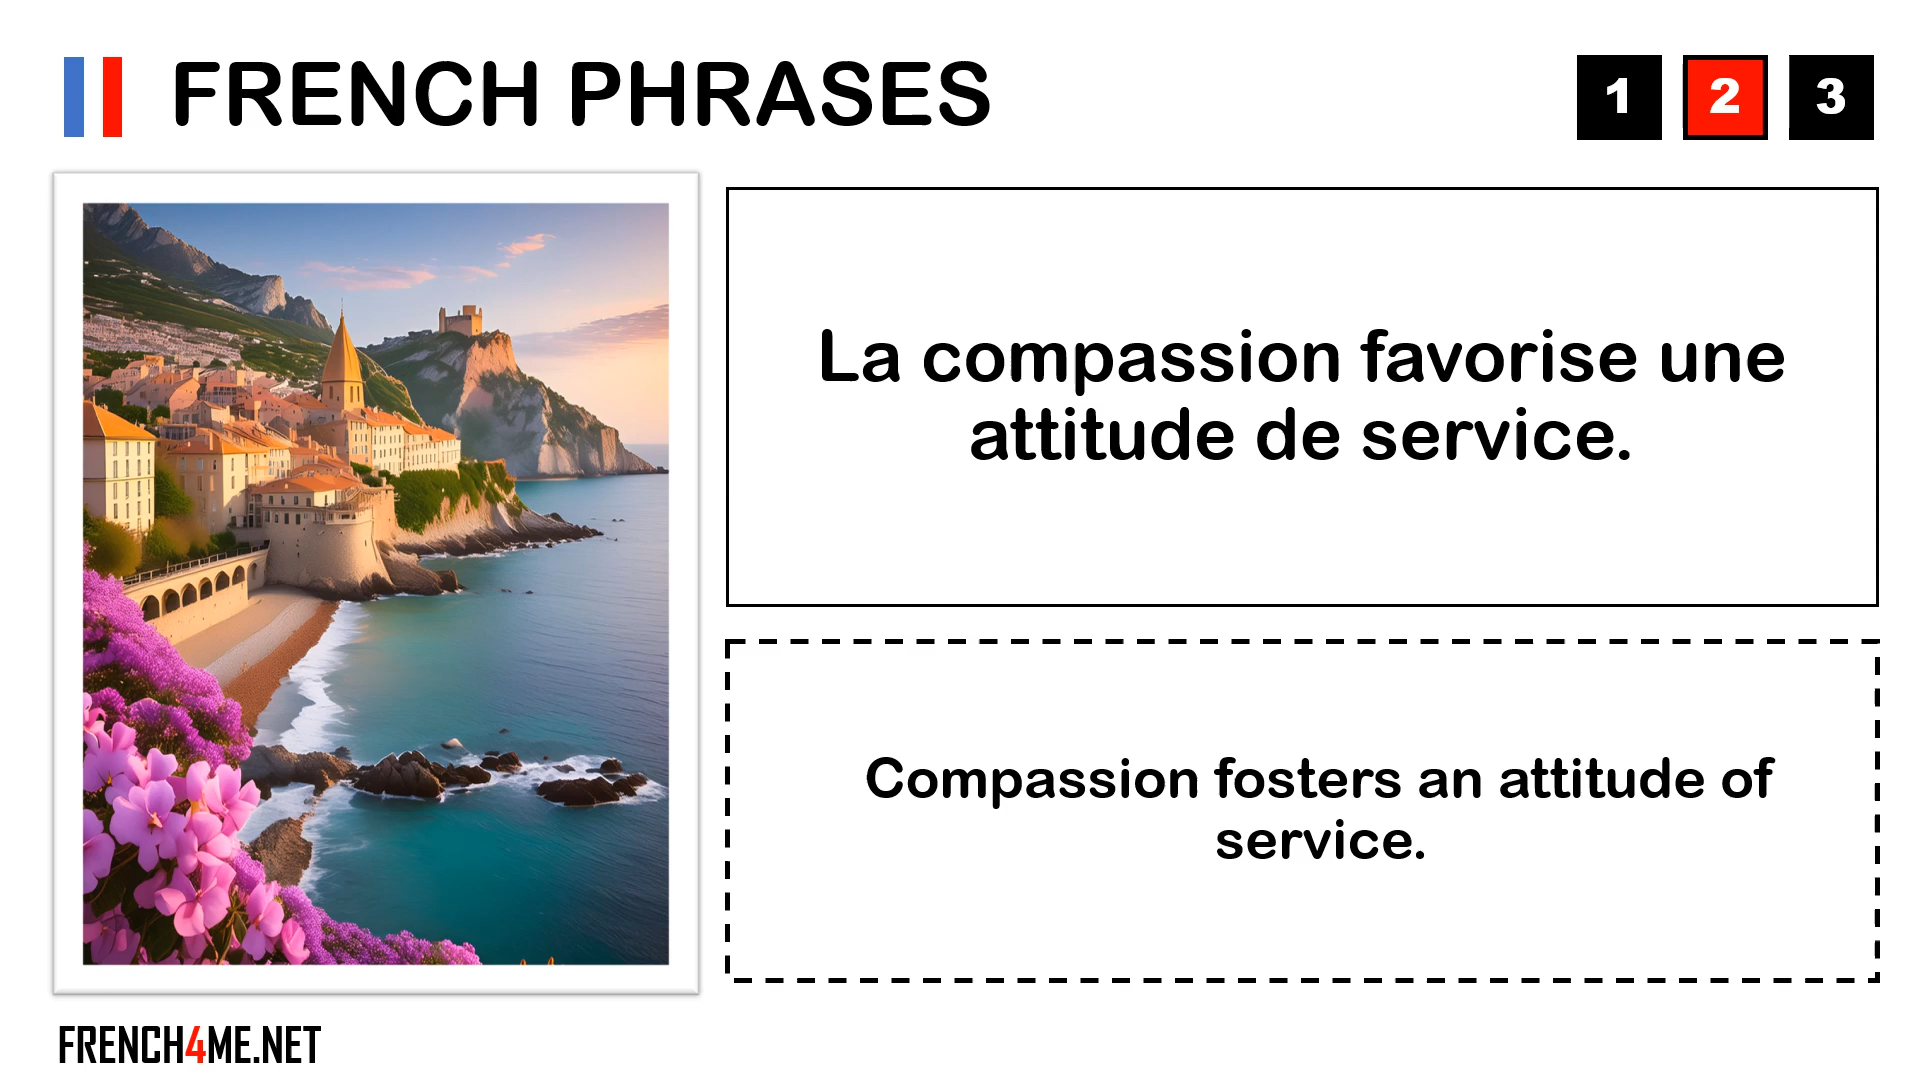 FRENCH PHRASES
1 2 3
La compassion favorise une
attitude de service.
Compassion fosters an attitude of
service.
FRENCH4ME.NET